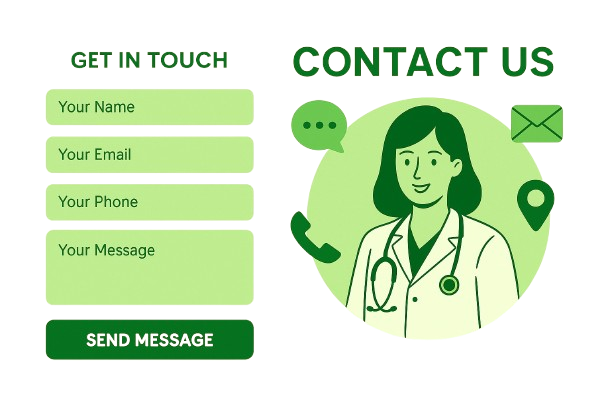 GET IN TOUCH
Your Name
Your Email
Your Phone
Your Message
SEND MESSAGE
CONTACT US